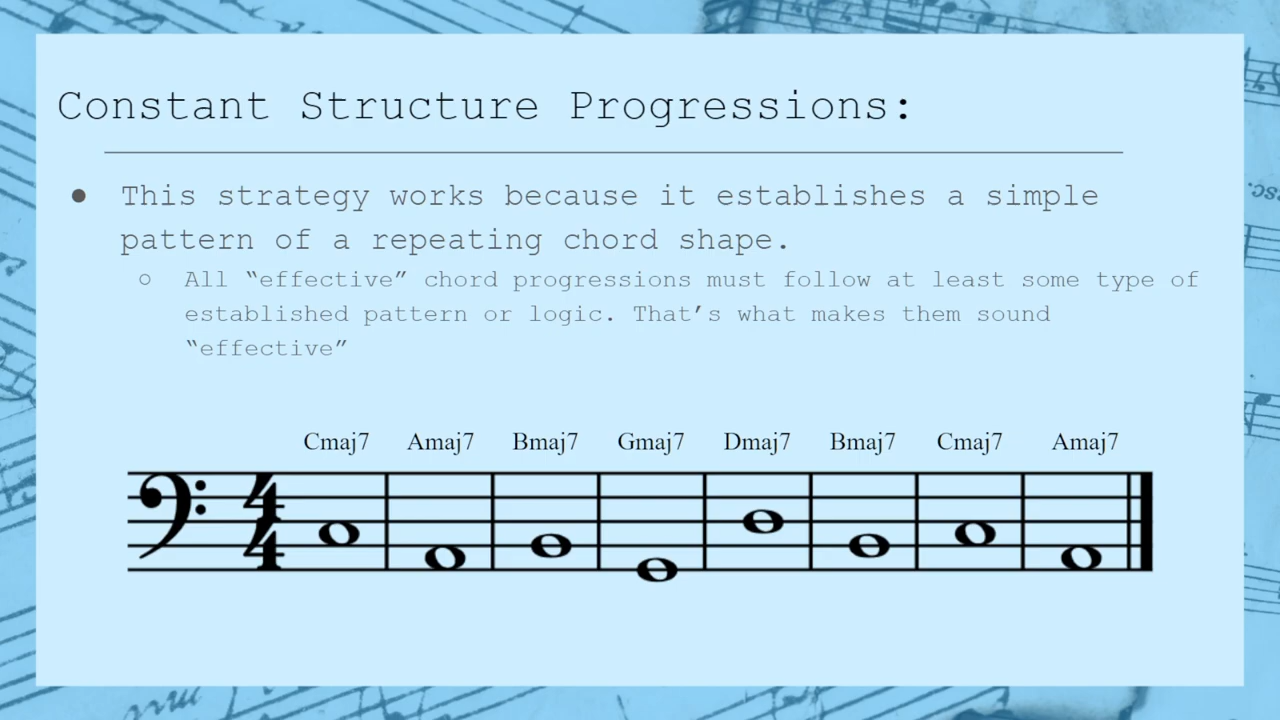 Constant Structure Progressions:
● This strategy works because it establishes a simple
pattern of a repeating chord shape.
○ All “effective” chord progressions must follow at least some type of
established pattern or logic. That’s what makes them sound
“effective”
Cmaj7 Amaj7 Bmaj7 Gmaj7 Dmaj7 Bmaj7 Cmaj7 Amaj7
4
4